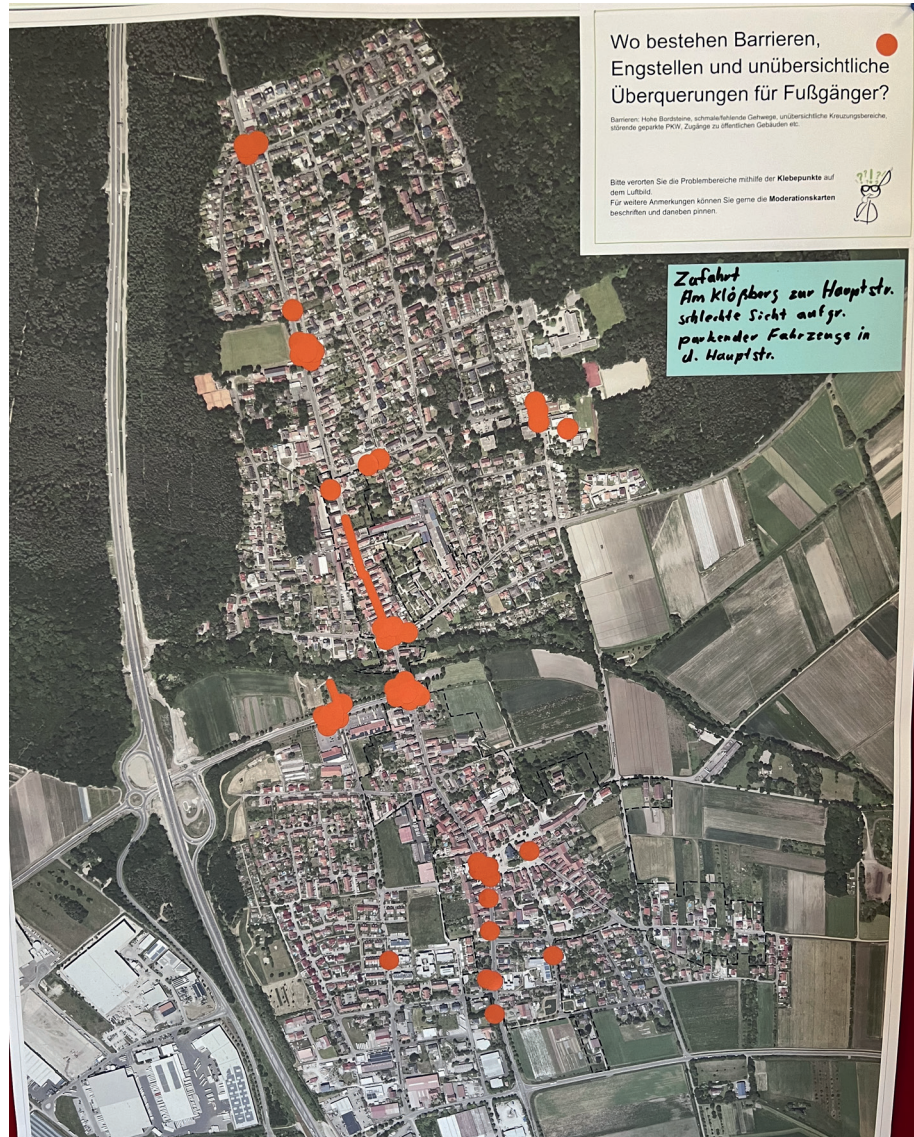 Wo bestehen Barrieren,
Engstellen und unübersichtliche
Überquerungen für Fußgänger?
Barrieren: Hohe Bordsteine, schmale/fehlende Gehwege, unübersichtliche Kreuzungsbereiche,
störende geparkte PKW, Zugänge zu öffentlichen Gebäuden etc.
Bitte verorten Sie die Problembereiche mithilfe der Klebepunkte auf
dem Luftbild.
Für weitere Anmerkungen können Sie gerne die Moderationskarten
beschriften und daneben pinnen.
?!?!
Zufahrt
Am Klößberg zur Hauptstr.
schlechte Sicht aufgr.
parkender Fahrzeuge in
d. Hauptstr.